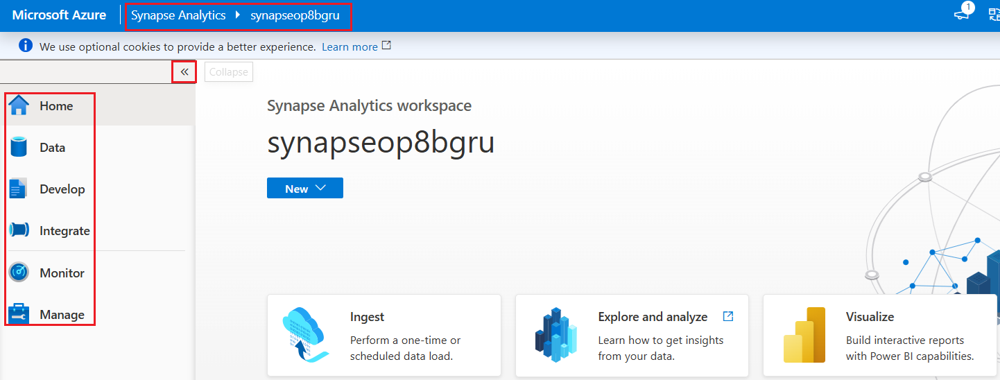 Microsoft Azure
Synapse Analytics
synapseop8bgru
1
We use optional cookies to provide a better experience. Learn more
«
Collapse
Home
Data
Develop
Integrate
Monitor
Manage
Synapse Analytics workspace
synapseop8bgru
New
Ingest
Perform a one-time or
scheduled data load.
Explore and analyze
Learn how to get insights
from your data.
Visualize
Build interactive reports
with Power BI capabilities.